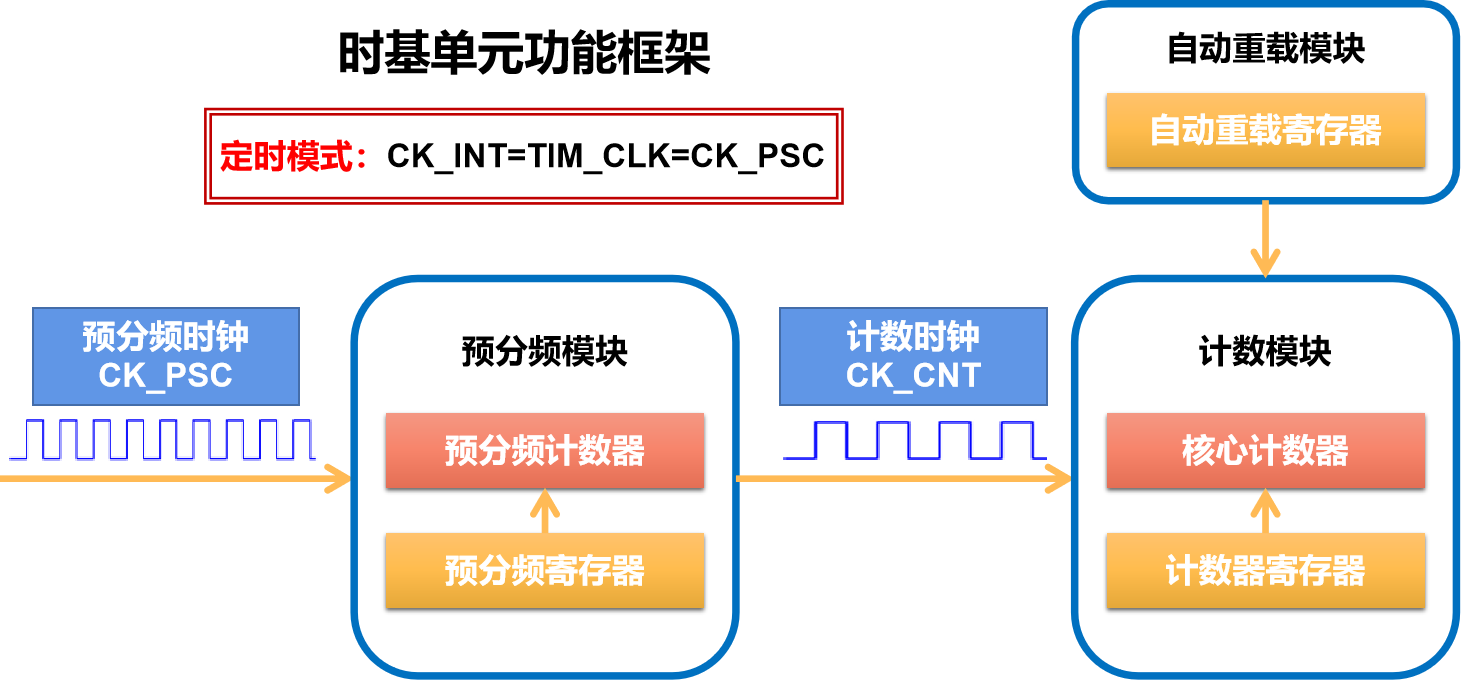 时基单元功能框架
定时模式：CK_INT=TIM_CLK=CK_PSC
自动重载模块
自动重载寄存器
预分频时钟
CK_PSC
预分频模块
预分频计数器
预分频寄存器
计数时钟
CK_CNT
计数模块
核心计数器
计数器寄存器